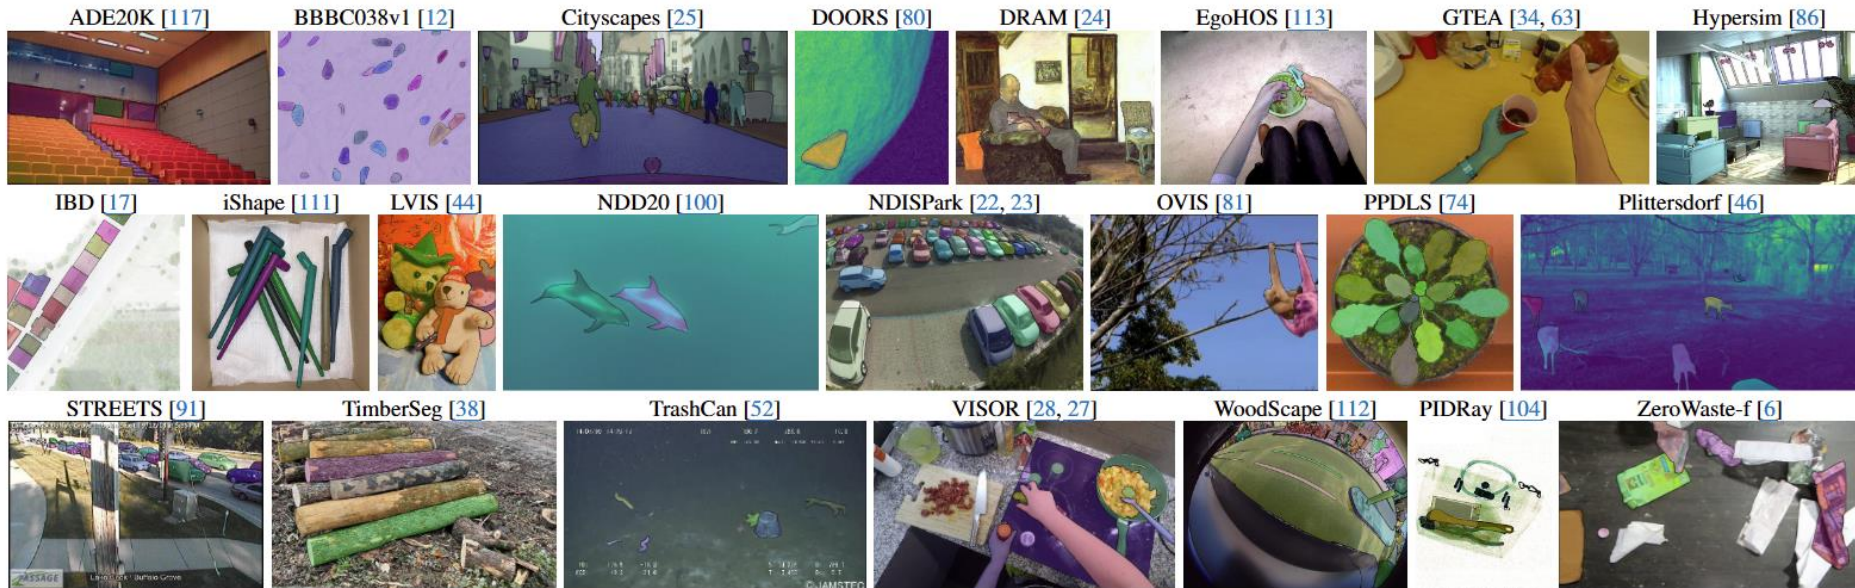 ADE20K [117]
BBBC038v1 [12]
Cityscapes [25]
DOORS [80]
DRAM [24]
EgoHOS [113]
GTEA [34, 63]
Hypersim [86]
IBD [17]
iShape [111]
LVIS [44]
NDD20 [100]
NDISPark [22, 23]
OVIS [81]
PPDLS [74]
Plittersdorf [46]
STREETS [91]
TimberSeg [38]
TrashCan [52]
VISOR [28, 27]
WoodScape [112]
PIDRay [104]
ZeroWaste-f [6]
PASSAGE
© JAMSTEC